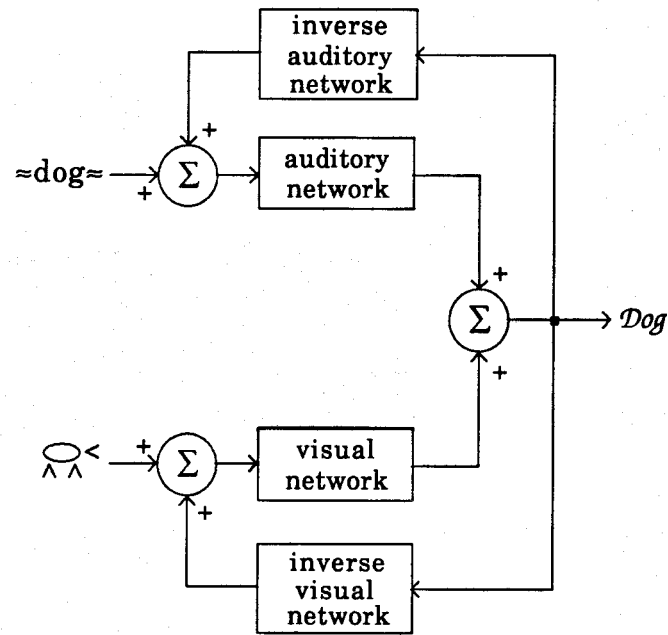 inverse
auditory
network
+
≈dog≈
+
Σ
auditory
network
+
Σ
Dog
+
+
Σ
visual
network
+
inverse
visual
network